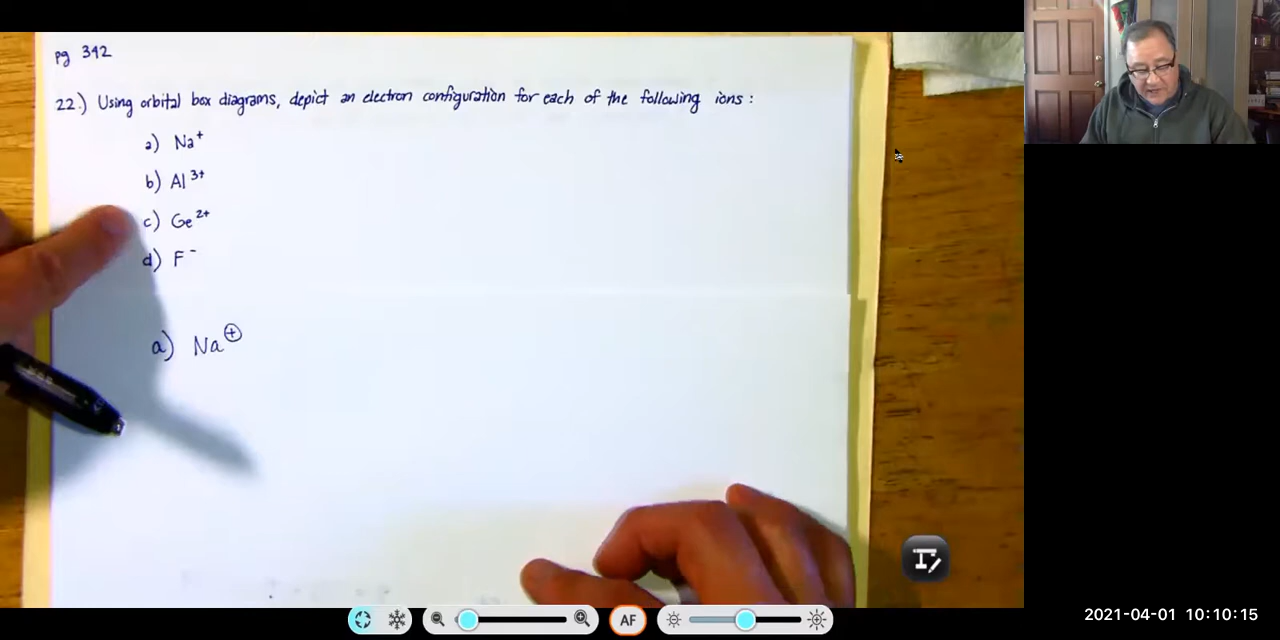 pg 342
22.) Using orbital box diagrams, depict an electron configuration for each of the following ions :
a) Na⁺
b) Al³⁺
c) Ge²⁺
d) F⁻
a) Na⊕
AF
2021-04-01 10:10:15